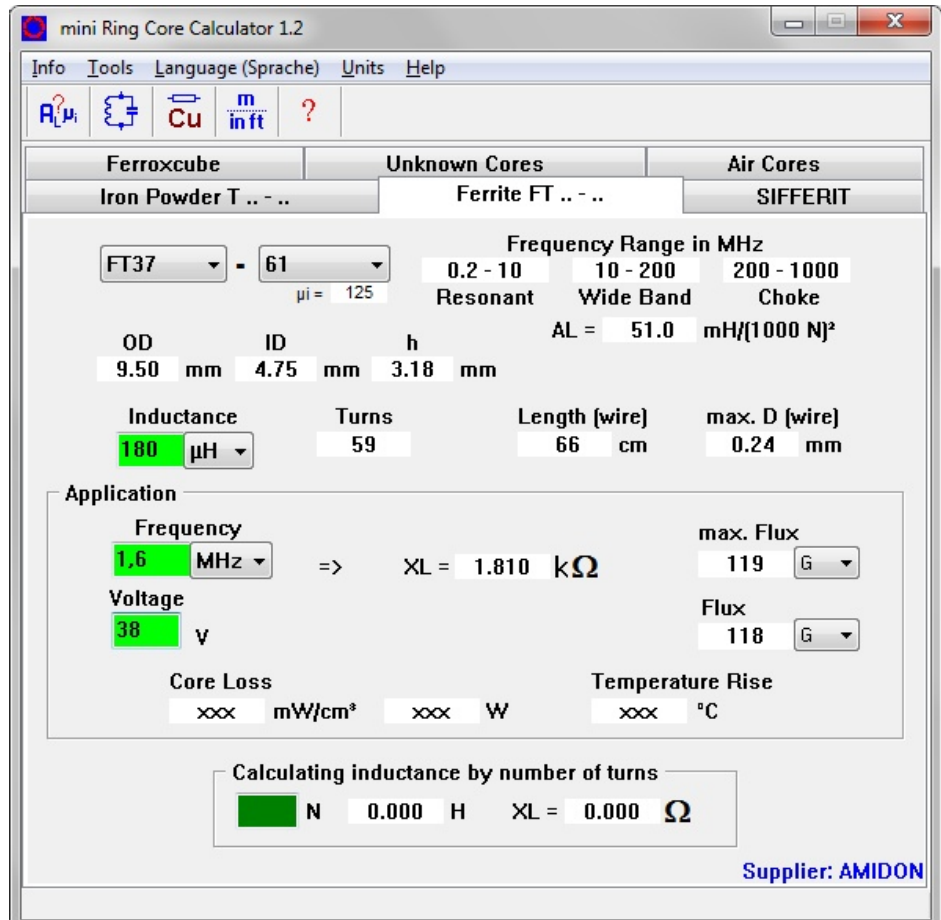 mini Ring Core Calculator 1.2
Info Tools Language (Sprache) Units Help
A_L? µi Cu m in ft ?
Ferroxcube Unknown Cores Air Cores
Iron Powder T .. - .. Ferrite FT .. - .. SIFFERIT
Frequency Range in MHz
FT37 - 61 0.2 - 10 10 - 200 200 - 1000
µi = 125 Resonant Wide Band Choke
AL = 51.0 mH/(1000 N)²
OD ID h
9.50 mm 4.75 mm 3.18 mm
Inductance Turns Length (wire) max. D (wire)
180 µH 59 66 cm 0.24 mm
Application
Frequency max. Flux
1,6 MHz => XL = 1.810 kΩ 119 G
Voltage Flux
38 V 118 G
Core Loss Temperature Rise
xxx mW/cm³ xxx W xxx °C
Calculating inductance by number of turns
N 0.000 H XL = 0.000 Ω
Supplier: AMIDON